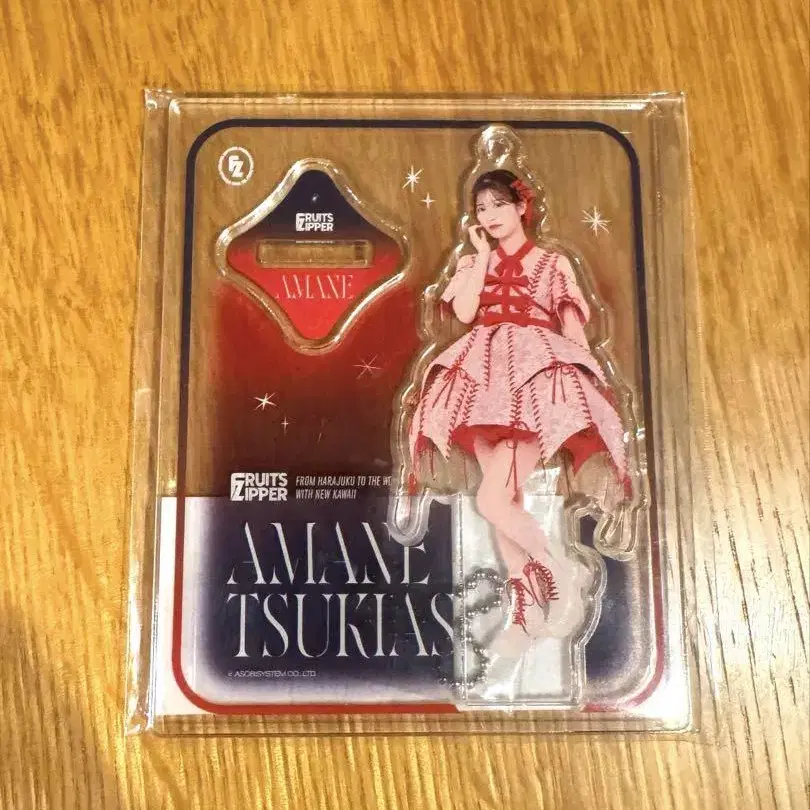 FZ
FRUITS
ZIPPER
AMANE
FRUITS
ZIPPER
FROM HARAJUKU TO THE
WITH NEW KAWAII
AMANE
TSUKIAS
© ASOBISYSTEM CO., LTD.